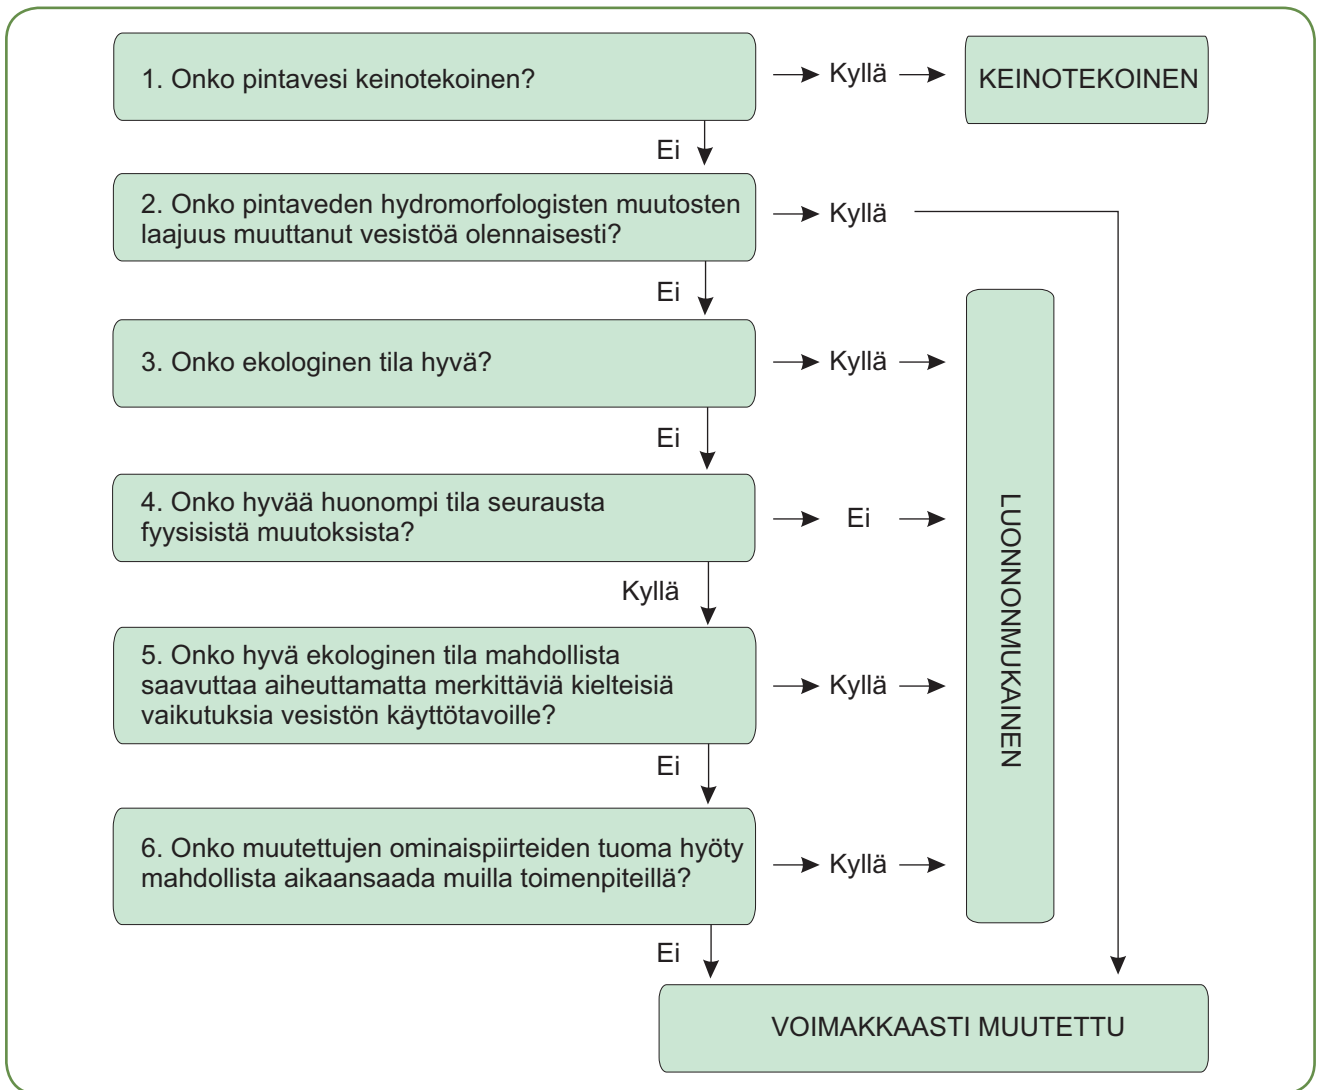 1. Onko pintavesi keinotekoinen?
Kyllä
KEINOTEKOINEN
Ei
2. Onko pintaveden hydromorfologisten muutosten
laajuus muuttanut vesistöä olennaisesti?
Kyllä
Ei
3. Onko ekologinen tila hyvä?
Kyllä
Ei
4. Onko hyvää huonompi tila seurausta
fyysisistä muutoksista?
Ei
LUONNONMUKAINEN
Kyllä
5. Onko hyvä ekologinen tila mahdollista
saavuttaa aiheuttamatta merkittäviä kielteisiä
vaikutuksia vesistön käyttötavoille?
Kyllä
Ei
6. Onko muutettujen ominaispiirteiden tuoma hyöty
mahdollista aikaansaada muilla toimenpiteillä?
Kyllä
Ei
VOIMAKKAASTI MUUTETTU